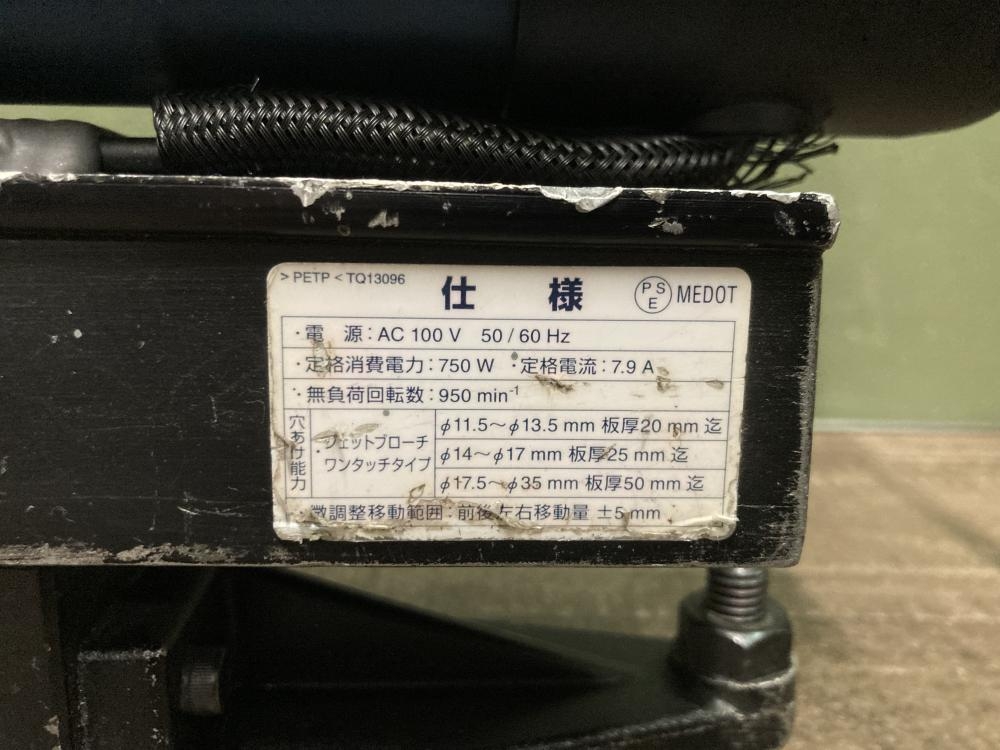 >PETP< TQ13096
仕様
PSE MEDOT
・電 源:AC 100 V 50/60 Hz
・定格消費電力:750 W ・定格電流:7.9 A
・無負荷回転数:950 min⁻¹
穴あけ能力
・ジェットブローチ
ワンタッチタイプ
φ11.5~φ13.5 mm 板厚20 mm 迄
φ14~φ17 mm 板厚25 mm 迄
φ17.5~φ35 mm 板厚50 mm 迄
・微調整移動範囲:前後左右移動量 ±5 mm